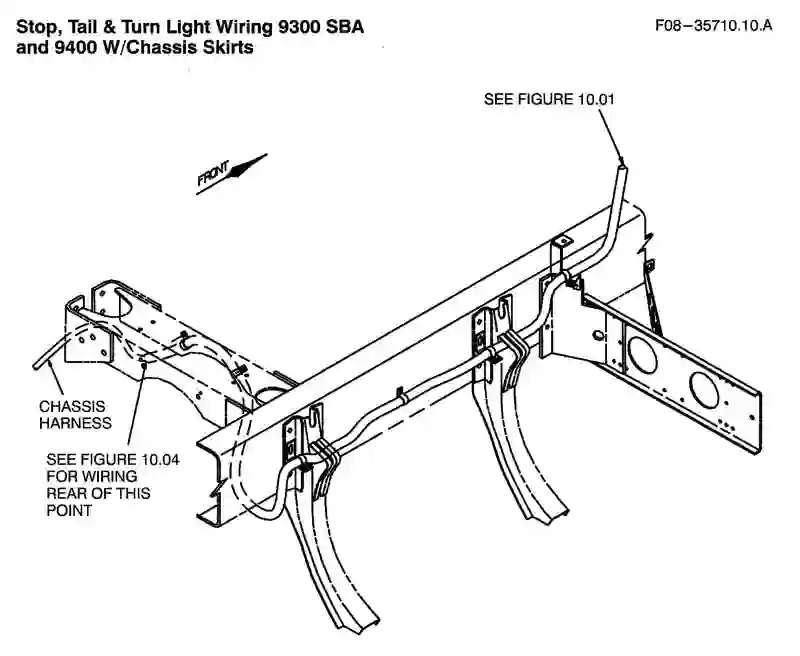 Stop, Tail & Turn Light Wiring 9300 SBA
and 9400 W/Chassis Skirts
F08-35710.10.A
SEE FIGURE 10.01
FRONT
CHASSIS
HARNESS
SEE FIGURE 10.04
FOR WIRING
REAR OF THIS
POINT